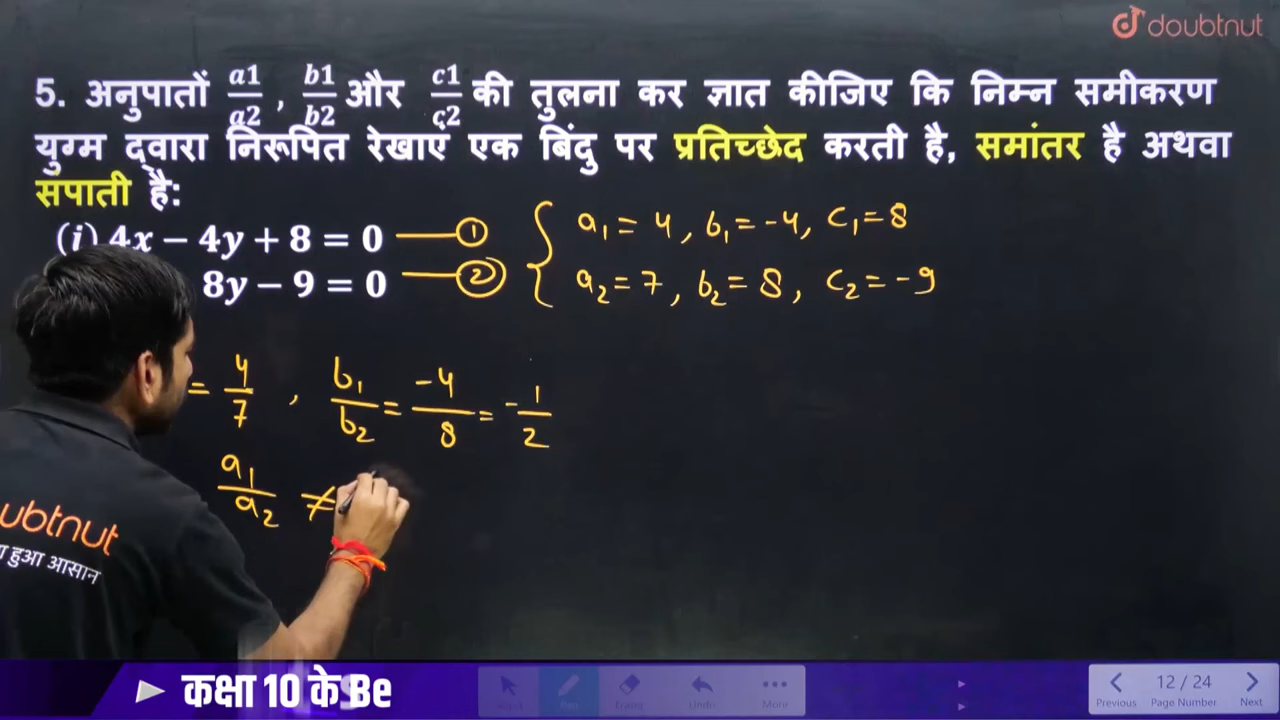 doubtnut
5. अनुपातों a1/a2 , b1/b2 और c1/c2 की तुलना कर ज्ञात कीजिए कि निम्न समीकरण
युग्म द्वारा निरूपित रेखाएं एक बिंदु पर प्रतिच्छेद करती है, समांतर है अथवा
सपाती है:
(i) 4x − 4y + 8 = 0 ① { a₁ = 4, b₁ = -4, c₁ = 8
8y − 9 = 0 ② a₂ = 7, b₂ = 8, c₂ = -9
= 4/7 , b₁/b₂ = -4/8 = -1/2
a₁/a₂ ≠
ubtnut
हुआ आसान
कक्षा 10 के Be
Undo More
Previous 12 / 24 Page Number Next